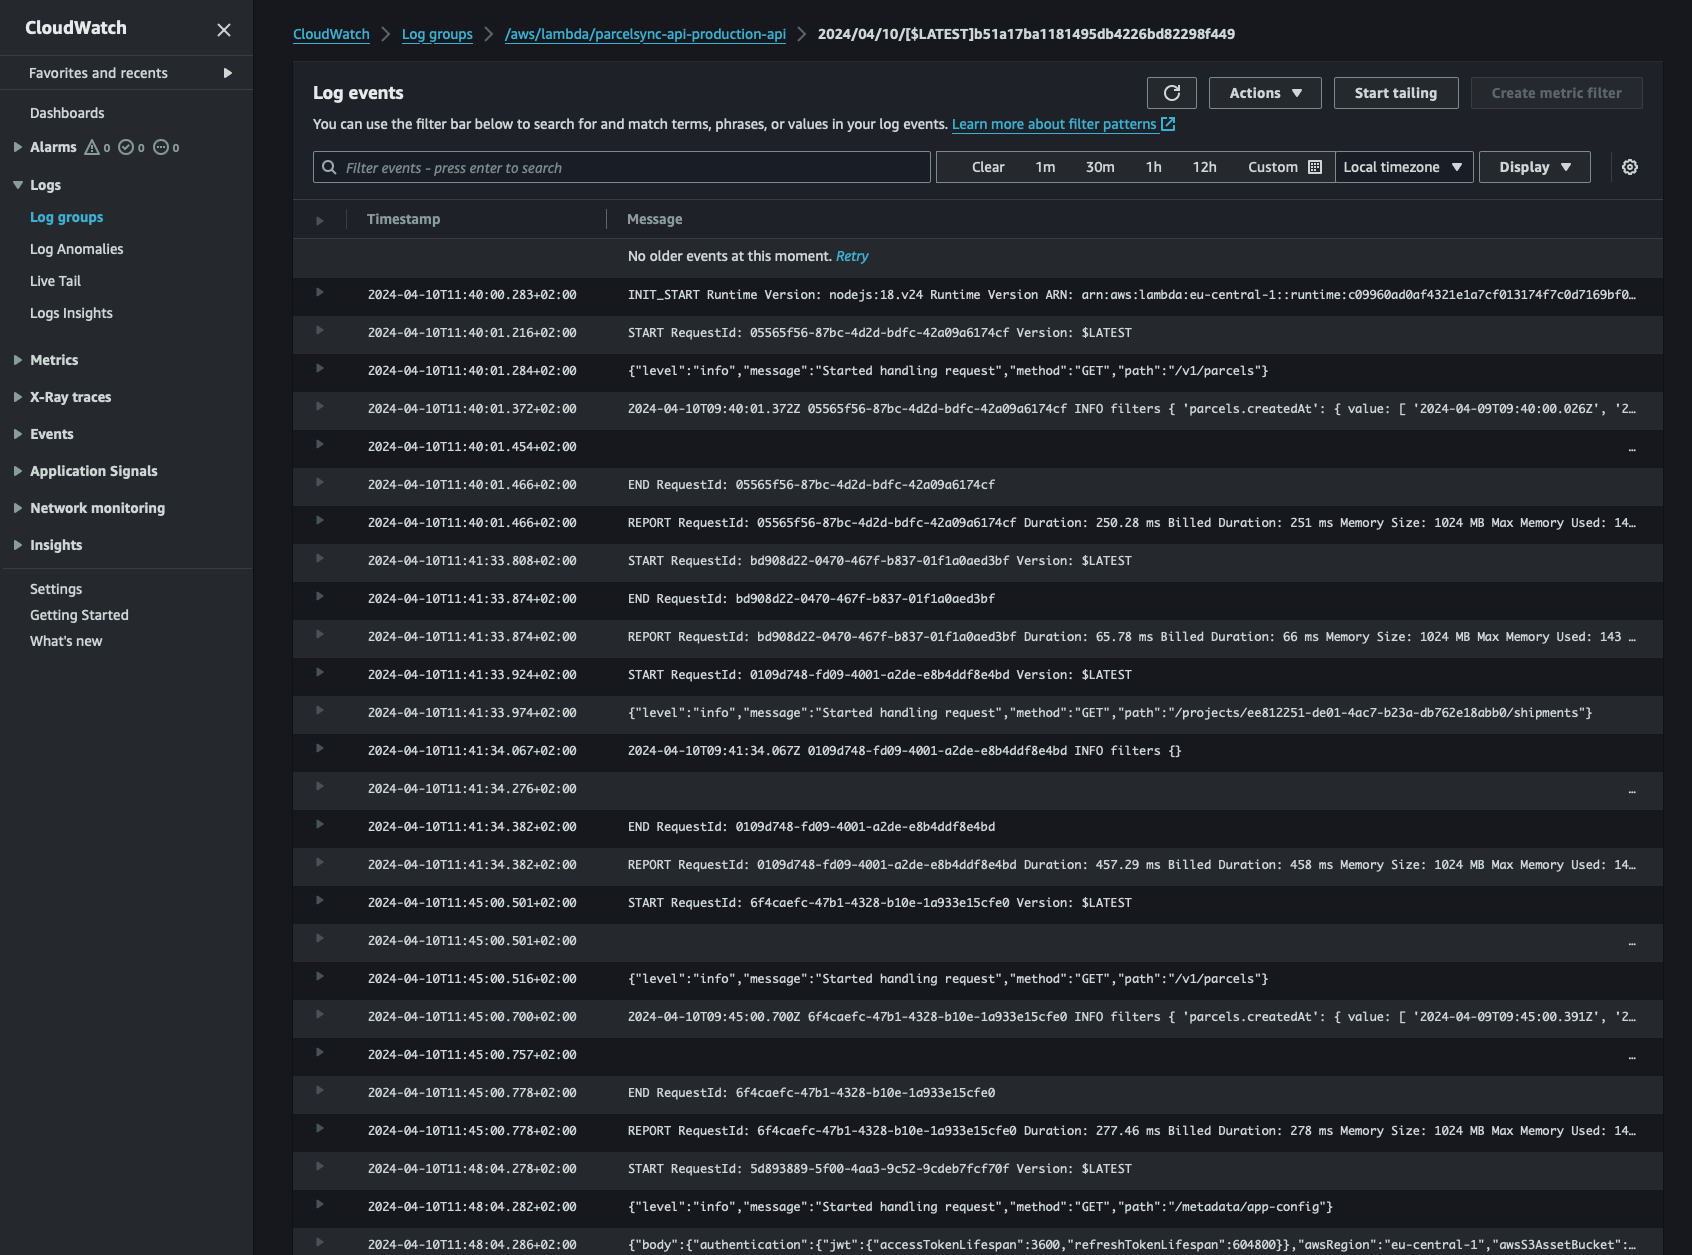 CloudWatch
Favorites and recents
Dashboards
Alarms 0 0 0
Logs
Log groups
Log Anomalies
Live Tail
Logs Insights
Metrics
X-Ray traces
Events
Application Signals
Network monitoring
Insights
Settings
Getting Started
What's new
CloudWatch Log groups /aws/lambda/parcelsync-api-production-api 2024/04/10/[$LATEST]b51a17ba1181495db4226bd82298f449
Log events
Actions Start tailing Create metric filter
You can use the filter bar below to search for and match terms, phrases, or values in your log events. Learn more about filter patterns
Filter events - press enter to search Clear 1m 30m 1h 12h Custom Local timezone Display
Timestamp Message
No older events at this moment. Retry
2024-04-10T11:40:00.283+02:00 INIT_START Runtime Version: nodejs:18.v24 Runtime Version ARN: arn:aws:lambda:eu-central-1::runtime:c09960ad0af4321e1a7cf013174f7c0d7169bf0…
2024-04-10T11:40:01.216+02:00 START RequestId: 05565f56-87bc-4d2d-bdfc-42a09a6174cf Version: $LATEST
2024-04-10T11:40:01.284+02:00 {"level":"info","message":"Started handling request","method":"GET","path":"/v1/parcels"}
2024-04-10T11:40:01.372+02:00 2024-04-10T09:40:01.372Z 05565f56-87bc-4d2d-bdfc-42a09a6174cf INFO filters { 'parcels.createdAt': { value: [ '2024-04-09T09:40:00.026Z', '2…
2024-04-10T11:40:01.454+02:00 …
2024-04-10T11:40:01.466+02:00 END RequestId: 05565f56-87bc-4d2d-bdfc-42a09a6174cf
2024-04-10T11:40:01.466+02:00 REPORT RequestId: 05565f56-87bc-4d2d-bdfc-42a09a6174cf Duration: 250.28 ms Billed Duration: 251 ms Memory Size: 1024 MB Max Memory Used: 14…
2024-04-10T11:41:33.808+02:00 START RequestId: bd908d22-0470-467f-b837-01f1a0aed3bf Version: $LATEST
2024-04-10T11:41:33.874+02:00 END RequestId: bd908d22-0470-467f-b837-01f1a0aed3bf
2024-04-10T11:41:33.874+02:00 REPORT RequestId: bd908d22-0470-467f-b837-01f1a0aed3bf Duration: 65.78 ms Billed Duration: 66 ms Memory Size: 1024 MB Max Memory Used: 143 …
2024-04-10T11:41:33.924+02:00 START RequestId: 0109d748-fd09-4001-a2de-e8b4ddf8e4bd Version: $LATEST
2024-04-10T11:41:33.974+02:00 {"level":"info","message":"Started handling request","method":"GET","path":"/projects/ee812251-de01-4ac7-b23a-db762e18abb0/shipments"}
2024-04-10T11:41:34.067+02:00 2024-04-10T09:41:34.067Z 0109d748-fd09-4001-a2de-e8b4ddf8e4bd INFO filters {}
2024-04-10T11:41:34.276+02:00 …
2024-04-10T11:41:34.382+02:00 END RequestId: 0109d748-fd09-4001-a2de-e8b4ddf8e4bd
2024-04-10T11:41:34.382+02:00 REPORT RequestId: 0109d748-fd09-4001-a2de-e8b4ddf8e4bd Duration: 457.29 ms Billed Duration: 458 ms Memory Size: 1024 MB Max Memory Used: 14…
2024-04-10T11:45:00.501+02:00 START RequestId: 6f4caefc-47b1-4328-b10e-1a933e15cfe0 Version: $LATEST
2024-04-10T11:45:00.501+02:00 …
2024-04-10T11:45:00.516+02:00 {"level":"info","message":"Started handling request","method":"GET","path":"/v1/parcels"}
2024-04-10T11:45:00.700+02:00 2024-04-10T09:45:00.700Z 6f4caefc-47b1-4328-b10e-1a933e15cfe0 INFO filters { 'parcels.createdAt': { value: [ '2024-04-09T09:45:00.391Z', '2…
2024-04-10T11:45:00.757+02:00 …
2024-04-10T11:45:00.778+02:00 END RequestId: 6f4caefc-47b1-4328-b10e-1a933e15cfe0
2024-04-10T11:45:00.778+02:00 REPORT RequestId: 6f4caefc-47b1-4328-b10e-1a933e15cfe0 Duration: 277.46 ms Billed Duration: 278 ms Memory Size: 1024 MB Max Memory Used: 14…
2024-04-10T11:48:04.278+02:00 START RequestId: 5d893889-5f00-4aa3-9c52-9cdeb7fcf70f Version: $LATEST
2024-04-10T11:48:04.282+02:00 {"level":"info","message":"Started handling request","method":"GET","path":"/metadata/app-config"}
2024-04-10T11:48:04.286+02:00 {"body":{"authentication":{"jwt":{"accessTokenLifespan":3600,"refreshTokenLifespan":604800}},"awsRegion":"eu-central-1","awsS3AssetBucket":…